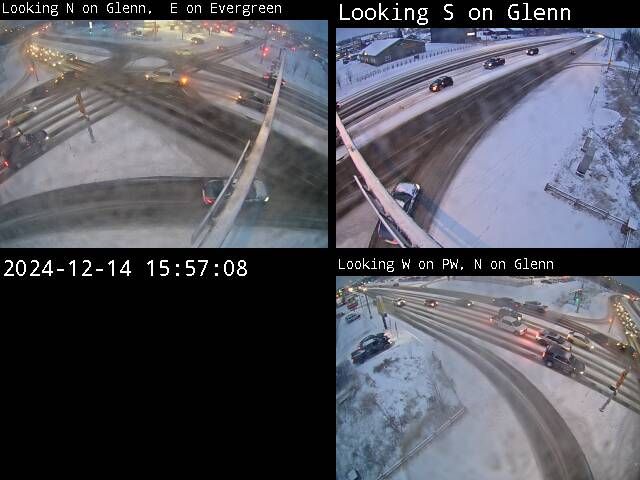 Looking N on Glenn,  E on Evergreen
Looking S on Glenn
2024-12-14 15:57:08
Looking W on PW, N on Glenn